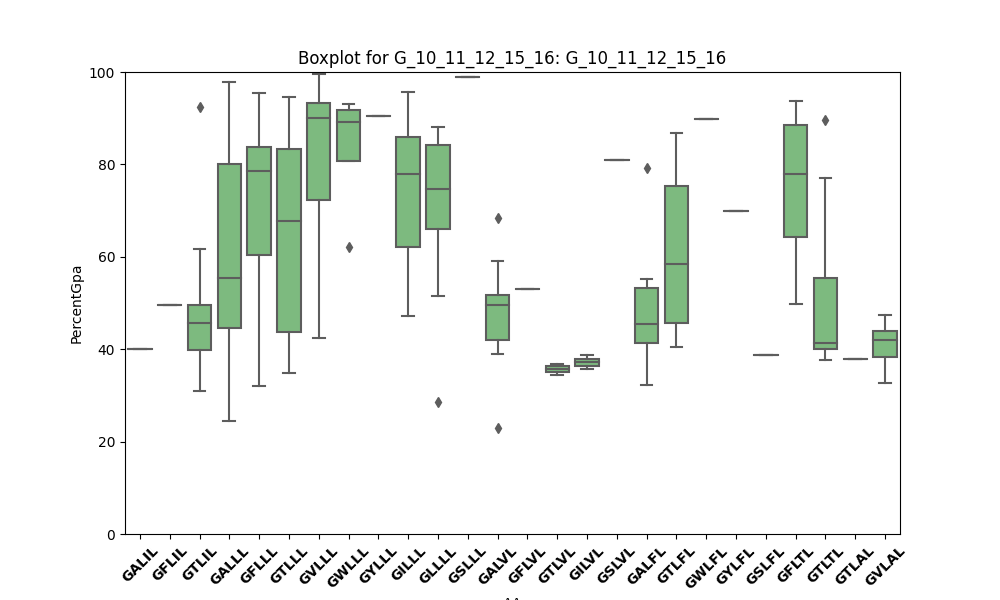 Boxplot for G_10_11_12_15_16: G_10_11_12_15_16
PercentGpa
100
80
60
40
20
0
GALIL GFLIL GTLIL GALLL GFLLL GTLLL GVLLL GWLLL GYLLL GILLL GLLLL GSLLL GALVL GFLVL GTLVL GILVL GSLVL GALFL GTLFL GWLFL GYLFL GSLFL GFLTL GTLTL GTLAL GVLAL